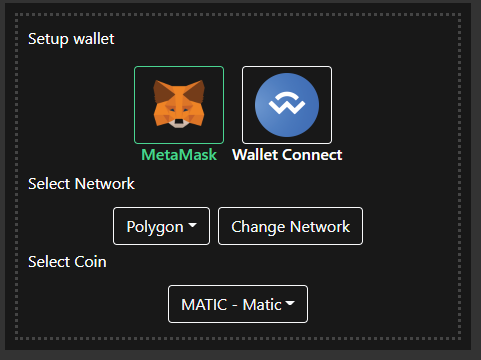 Setup wallet
MetaMask Wallet Connect
Select Network
Polygon Change Network
Select Coin
MATIC - Matic